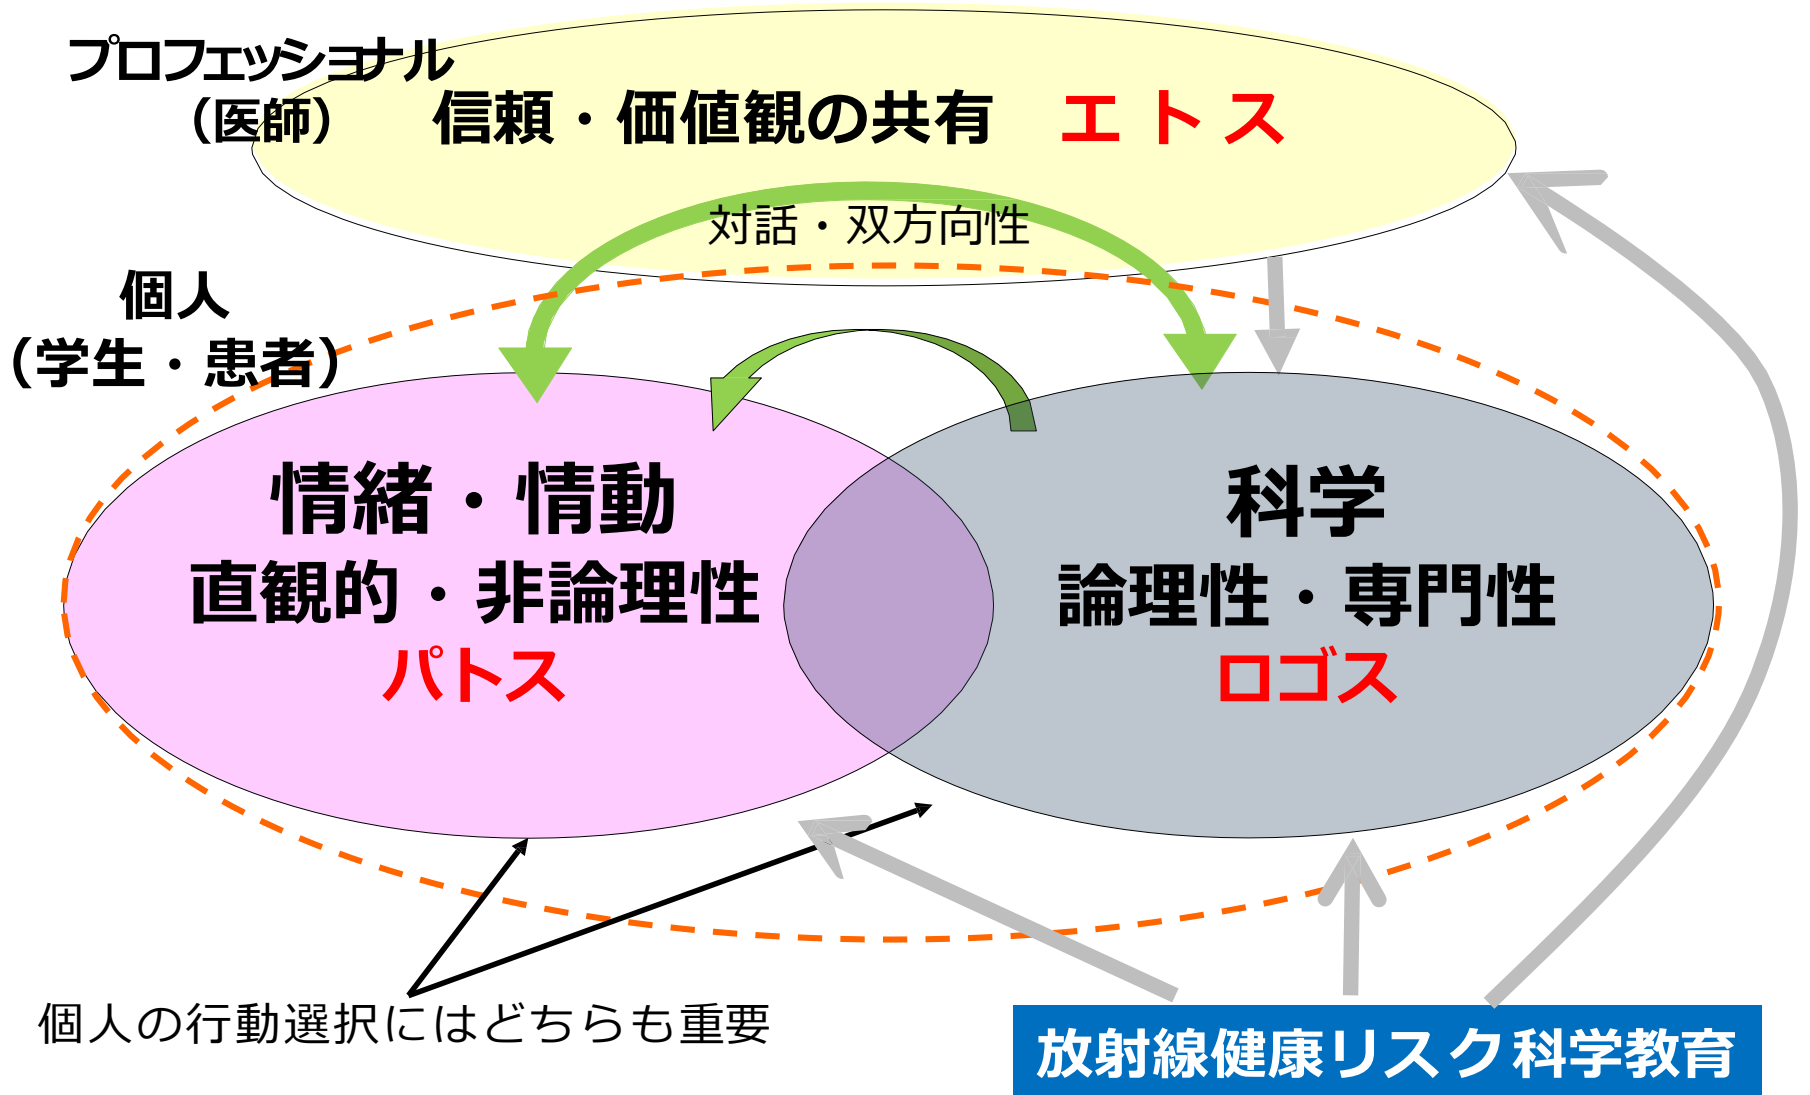 プロフェッショナル
（医師）
信頼・価値観の共有　エトス
対話・双方向性
個人
（学生・患者）
情緒・情動
直観的・非論理性
パトス
科学
論理性・専門性
ロゴス
個人の行動選択にはどちらも重要
放射線健康リスク科学教育